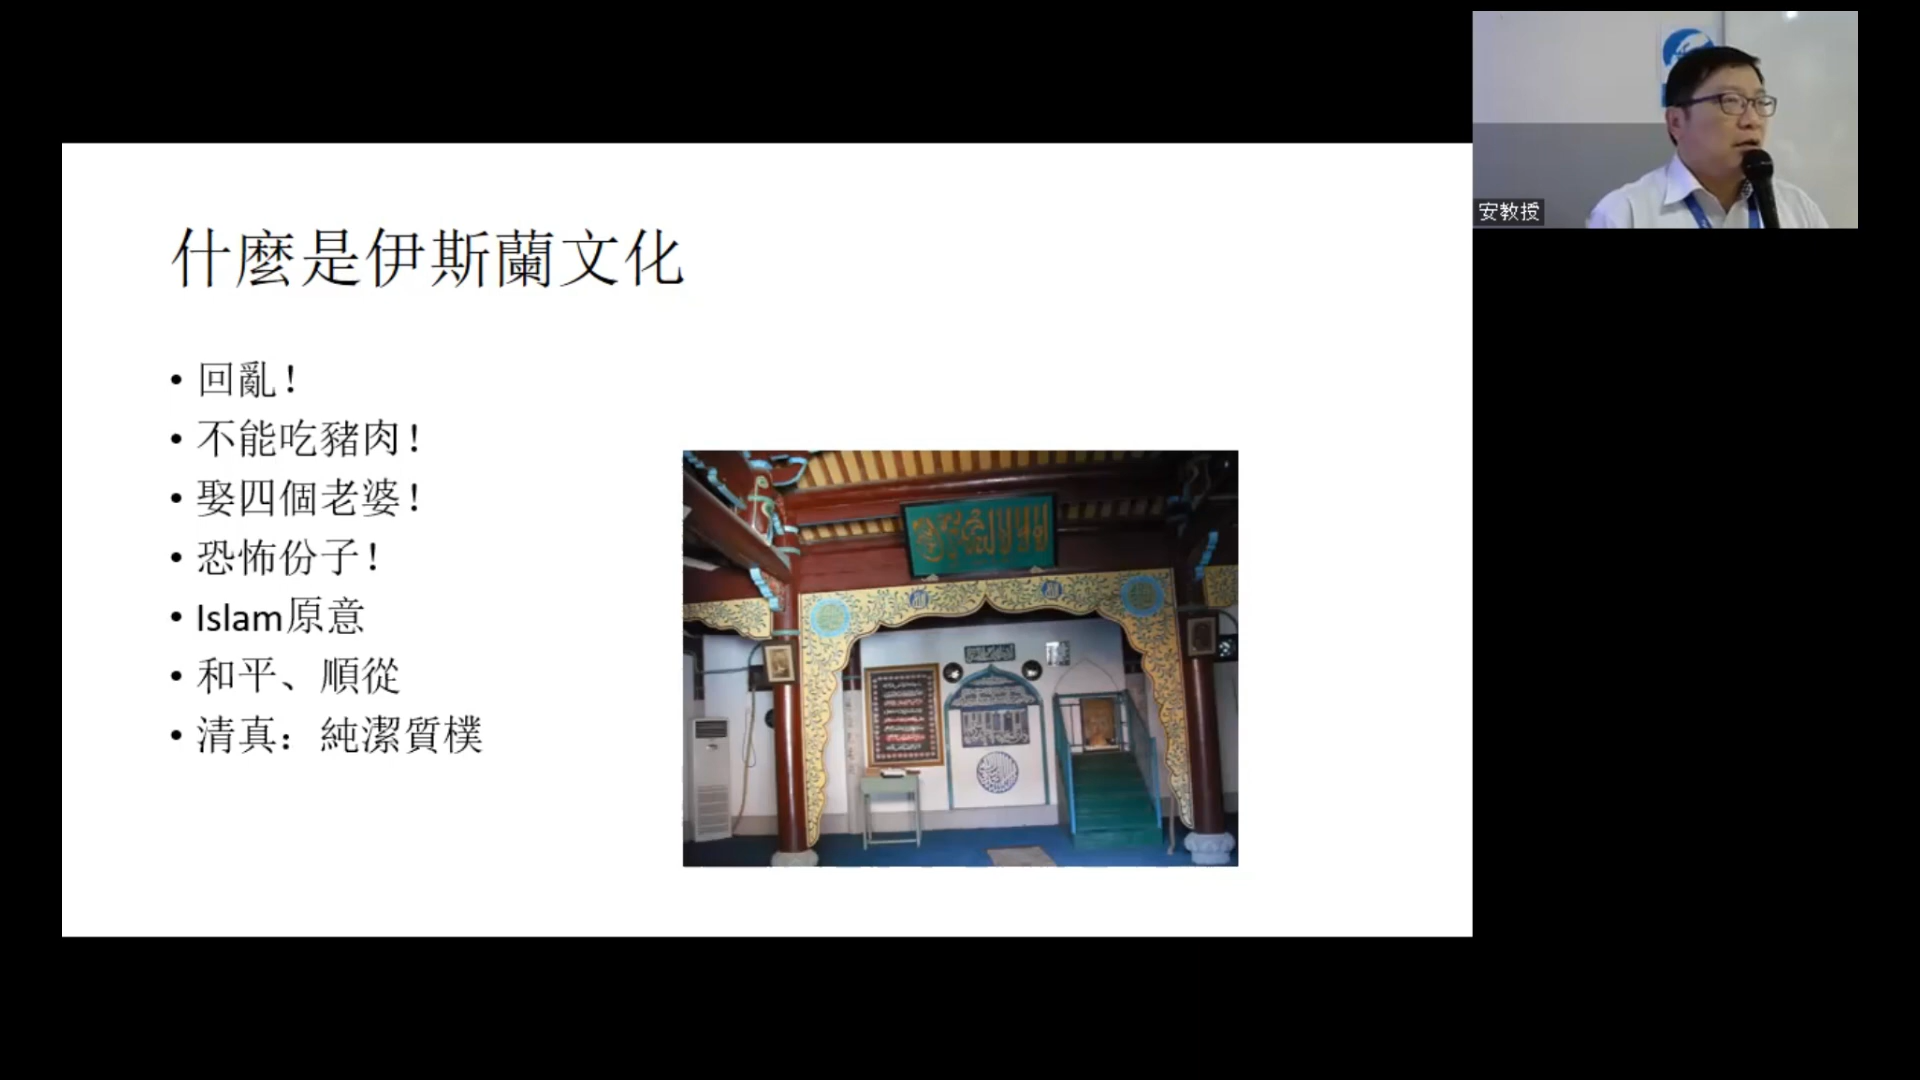 什麼是伊斯蘭文化
• 回亂！
• 不能吃豬肉！
• 娶四個老婆！
• 恐怖份子！
• Islam原意
• 和平、順從
• 清真：純潔質樸
安教授